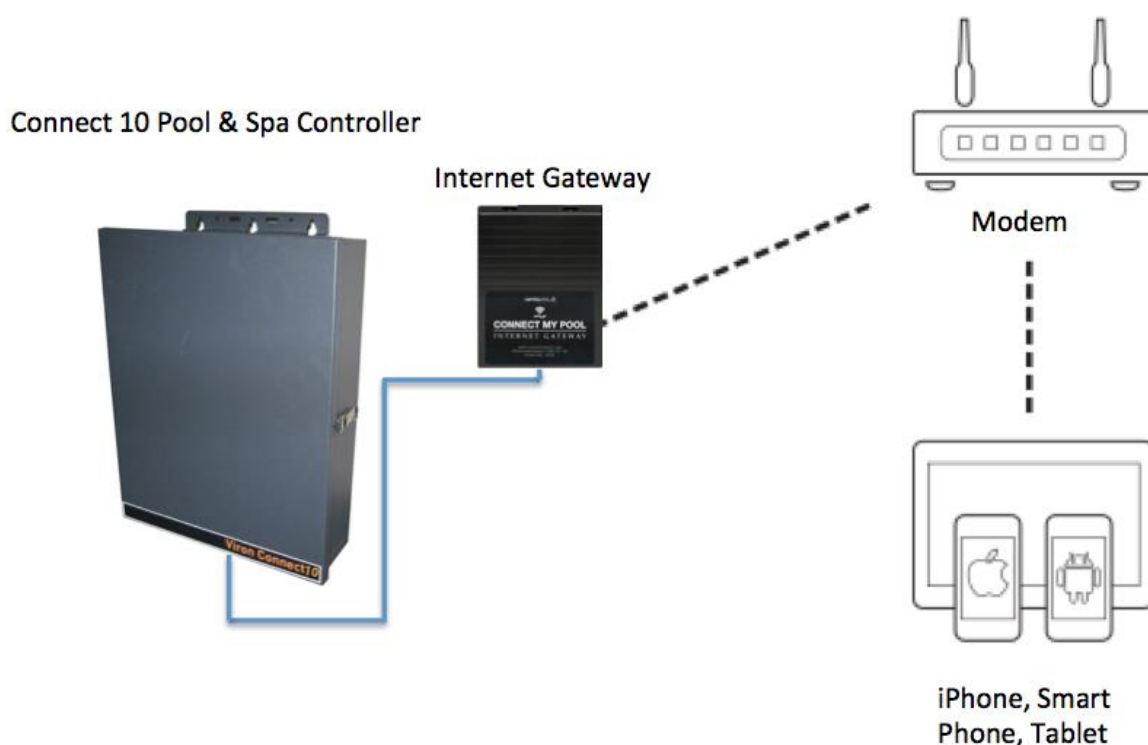 Connect 10 Pool & Spa Controller
Internet Gateway
CONNECT MY POOL
INTERNET GATEWAY
Viron Connect10
Modem
iPhone, Smart
Phone, Tablet